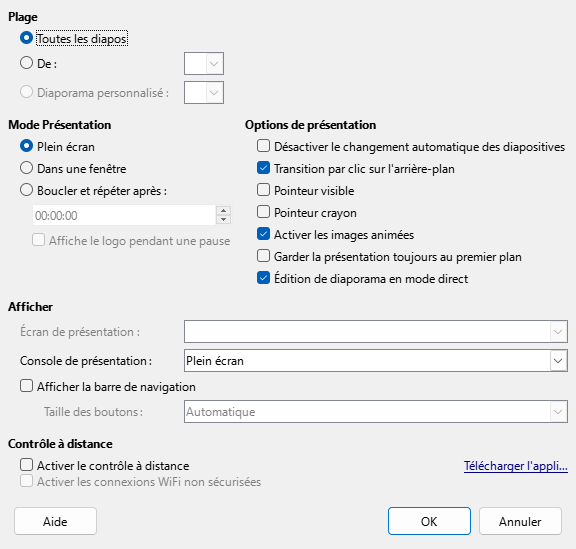 Plage
Toutes les diapos
De :
Diaporama personnalisé :
Mode Présentation
Plein écran
Dans une fenêtre
Boucler et répéter après :
00:00:00
Affiche le logo pendant une pause
Options de présentation
Désactiver le changement automatique des diapositives
Transition par clic sur l'arrière-plan
Pointeur visible
Pointeur crayon
Activer les images animées
Garder la présentation toujours au premier plan
Édition de diaporama en mode direct
Afficher
Écran de présentation :
Console de présentation : Plein écran
Afficher la barre de navigation
Taille des boutons : Automatique
Contrôle à distance
Activer le contrôle à distance
Télécharger l'appli...
Activer les connexions WiFi non sécurisées
Aide
OK
Annuler